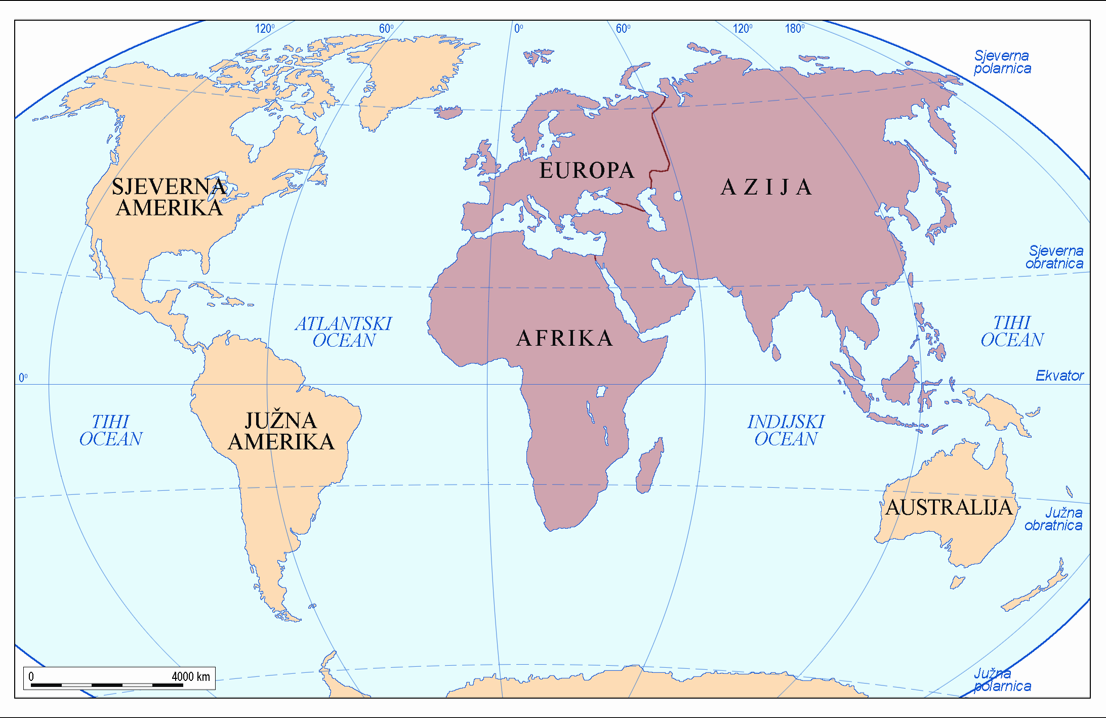 120°
60°
0°
60°
120°
180°
Sjeverna
polarnica
EUROPA
AZIJA
SJEVERNA
AMERIKA
Sjeverna
obratnica
ATLANTSKI
OCEAN
AFRIKA
TIHI
OCEAN
0°
Ekvator
TIHI
OCEAN
JUŽNA
AMERIKA
INDIJSKI
OCEAN
AUSTRALIJA
Južna
obratnica
0
4000 km
Južna
polarnica